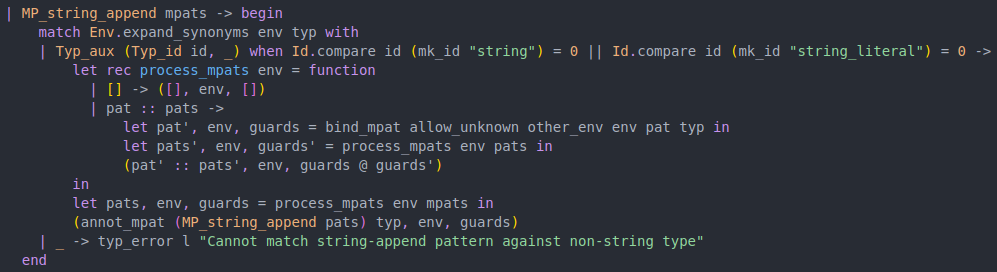 | MP_string_append mpats -> begin
match Env.expand_synonyms env typ with
| Typ_aux (Typ_id id, _) when Id.compare id (mk_id "string") = 0 || Id.compare id (mk_id "string_literal") = 0 ->
let rec process_mpats env = function
| [] -> ([], env, [])
| pat :: pats ->
let pat', env, guards = bind_mpat allow_unknown other_env env pat typ in
let pats', env, guards' = process_mpats env pats in
(pat' :: pats', env, guards @ guards')
in
let pats, env, guards = process_mpats env mpats in
(annot_mpat (MP_string_append pats) typ, env, guards)
| _ -> typ_error l "Cannot match string-append pattern against non-string type"
end